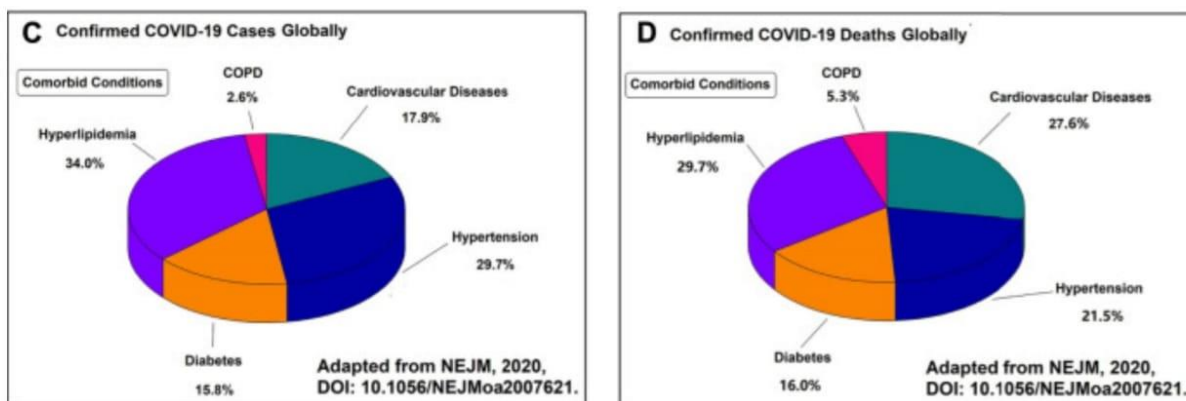 C Confirmed COVID-19 Cases Globally
Comorbid Conditions
COPD
2.6%
Cardiovascular Diseases
17.9%
Hyperlipidemia
34.0%
Hypertension
29.7%
Diabetes
15.8%
Adapted from NEJM, 2020,
DOI: 10.1056/NEJMoa2007621.
D Confirmed COVID-19 Deaths Globally
Comorbid Conditions
COPD
5.3%
Cardiovascular Diseases
27.6%
Hyperlipidemia
29.7%
Hypertension
21.5%
Diabetes
16.0%
Adapted from NEJM, 2020,
DOI: 10.1056/NEJMoa2007621.